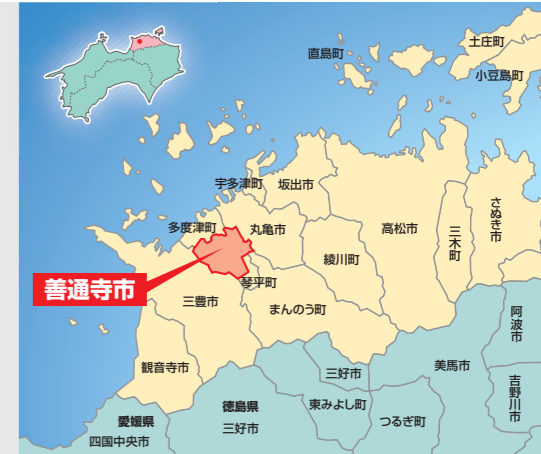 土庄町
直島町
小豆島町
宇多津町
坂出市
さぬき市
多度津町
丸亀市
高松市
三木町
綾川町
善通寺市
琴平町
三豊市
まんのう町
阿波市
観音寺市
三好市
美馬市
吉野川市
愛媛県
四国中央市
徳島県
三好市
東みよし町
つるぎ町